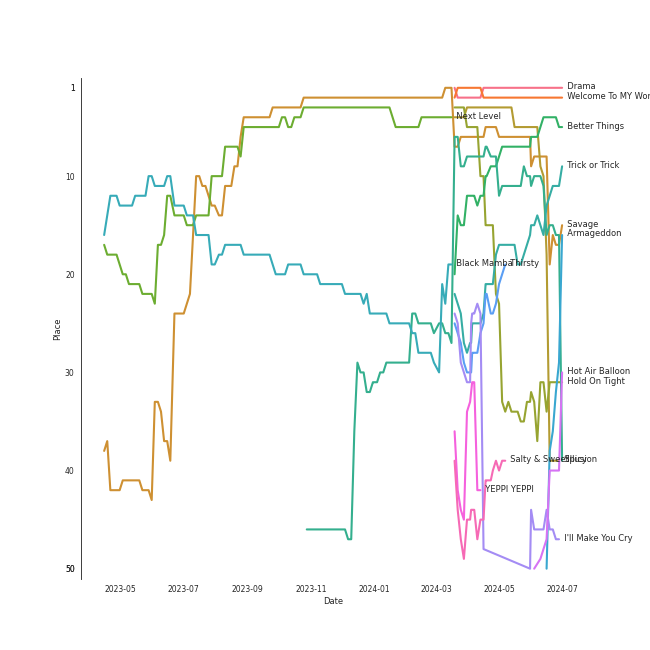 1
10
20
30
40
50
Place
Date
2023-05
2023-07
2023-09
2023-11
2024-01
2024-03
2024-05
2024-07
Drama
Welcome To MY Wor
Next Level
Better Things
Trick or Trick
Savage
Armageddon
Black Mamba
Thirsty
Hot Air Balloon
Hold On Tight
Salty & Sweet
YEPPI YEPPI
I'll Make You Cry